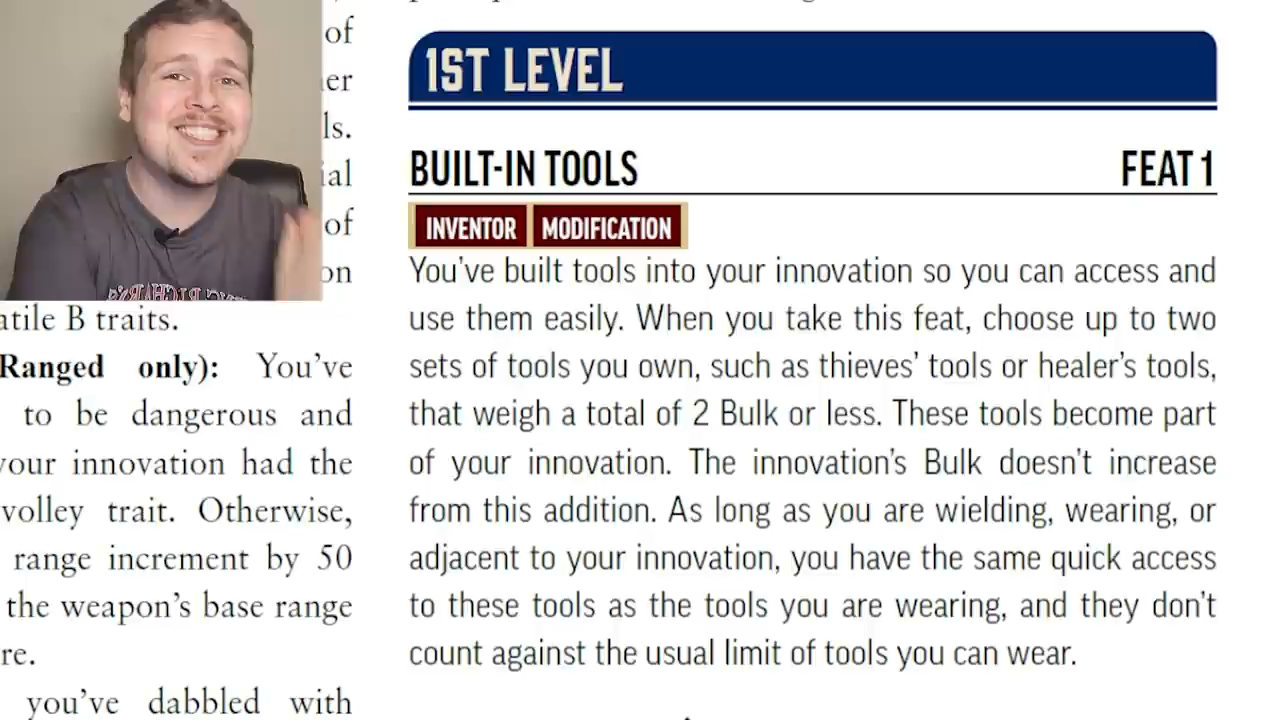 of
er
ls.
ial
of
on
atile B traits.
Ranged only): You've
to be dangerous and
your innovation had the
volley trait. Otherwise,
range increment by 50
the weapon's base range
re.
you've dabbled with
1ST LEVEL
BUILT-IN TOOLS FEAT 1
INVENTOR MODIFICATION
You've built tools into your innovation so you can access and
use them easily. When you take this feat, choose up to two
sets of tools you own, such as thieves' tools or healer's tools,
that weigh a total of 2 Bulk or less. These tools become part
of your innovation. The innovation's Bulk doesn't increase
from this addition. As long as you are wielding, wearing, or
adjacent to your innovation, you have the same quick access
to these tools as the tools you are wearing, and they don't
count against the usual limit of tools you can wear.